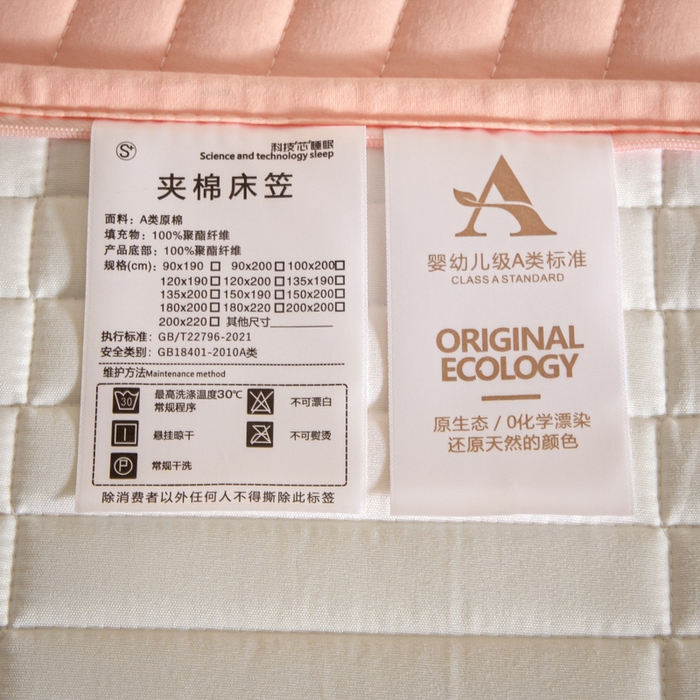 S+
科技"芯"睡眠
Science and technology sleep
夹棉床笠
面料：A类原棉
填充物：100%聚酯纤维
产品底部：100%聚酯纤维
规格(cm): 90x190 □ 90x200 □ 100x200 □
120x190 □ 120x200 □ 135x190 □
135x200 □ 150x190 □ 150x200 □
180x200 □ 180x220 □ 200x200 □
200x220 □ 其他尺寸________
执行标准：GB/T22796-2021
安全类别：GB18401-2010A类
维护方法Maintenance method
30 最高洗涤温度30℃ 不可漂白
常规程序
悬挂晾干 不可熨烫
P 常规干洗
除消费者以外任何人不得撕除此标签
A
婴幼儿级A类标准
CLASS A STANDARD
ORIGINAL
ECOLOGY
原生态 / 0化学漂染
还原天然的颜色